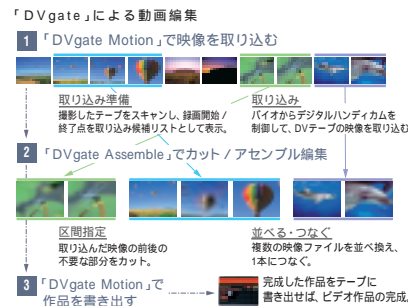 「DVgate」による動画編集
1 「DVgate Motion」で映像を取り込む
取り込み準備
撮影したテープをスキャンし、録画開始/
終了点を取り込み候補リストとして表示。
取り込み
バイオからデジタルハンディカムを
制御して、DVテープの映像を取り込む
2 「DVgate Assemble」でカット/アセンブル編集
区間指定
取り込んだ映像の前後の
不要な部分をカット。
並べる・つなぐ
複数の映像ファイルを並べ換え、
1本につなぐ。
3 「DVgate Motion」で
作品を書き出す
完成した作品をテープに
書き出せば、ビデオ作品の完成。